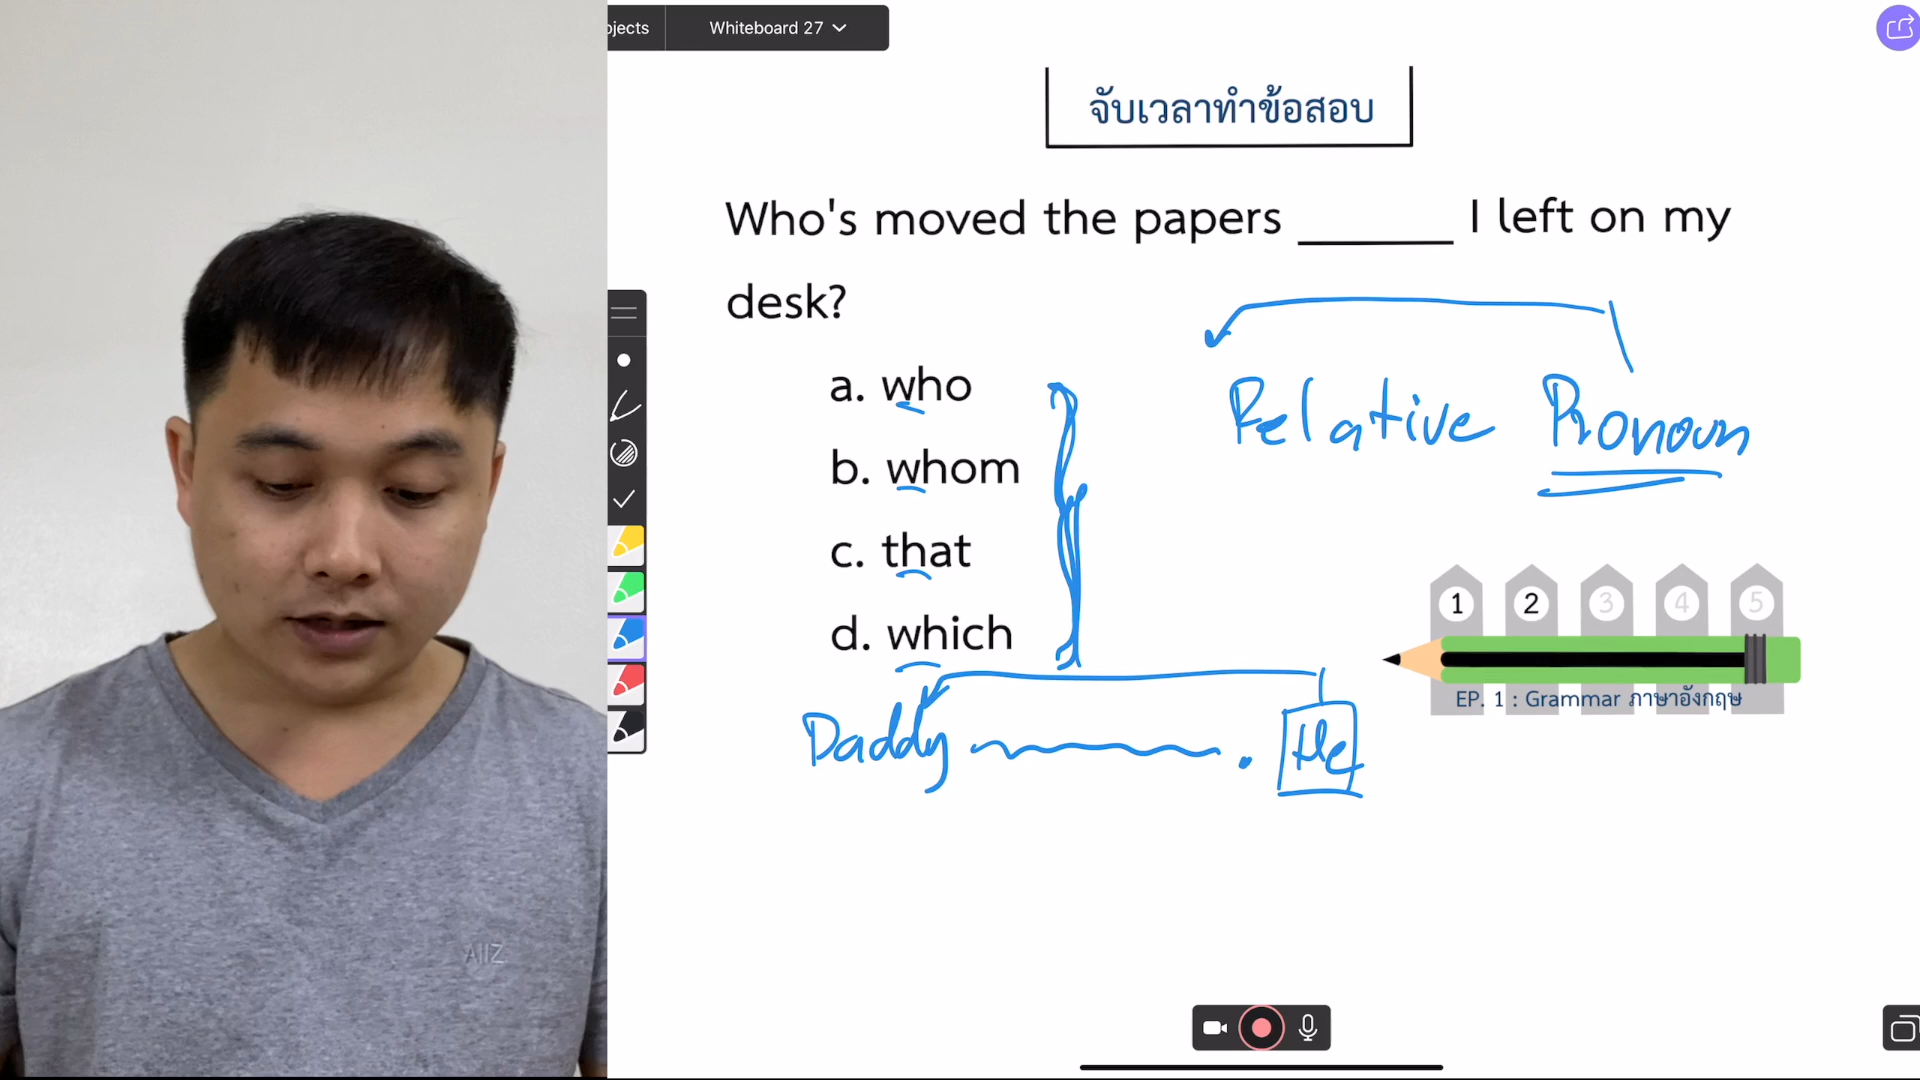 ojects
Whiteboard 27
จับเวลาทำข้อสอบ
Who's moved the papers ______ I left on my
desk?
a. who
b. whom
c. that
d. which
Relative Pronoun
1 2 3 4 5
EP. 1 : Grammar ภาษาอังกฤษ
Daddy . He
AIIZ